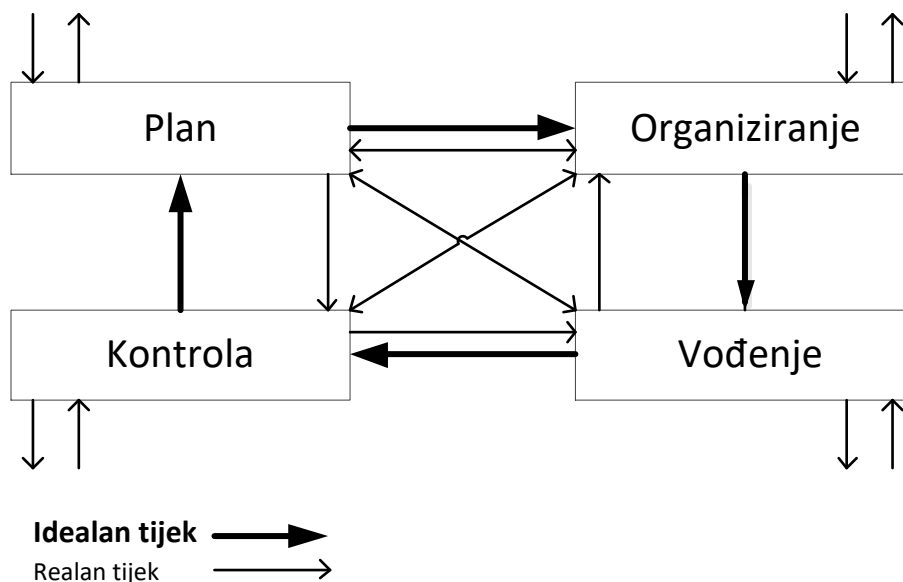 Plan
Organiziranje
Kontrola
Vođenje
Idealan tijek
Realan tijek